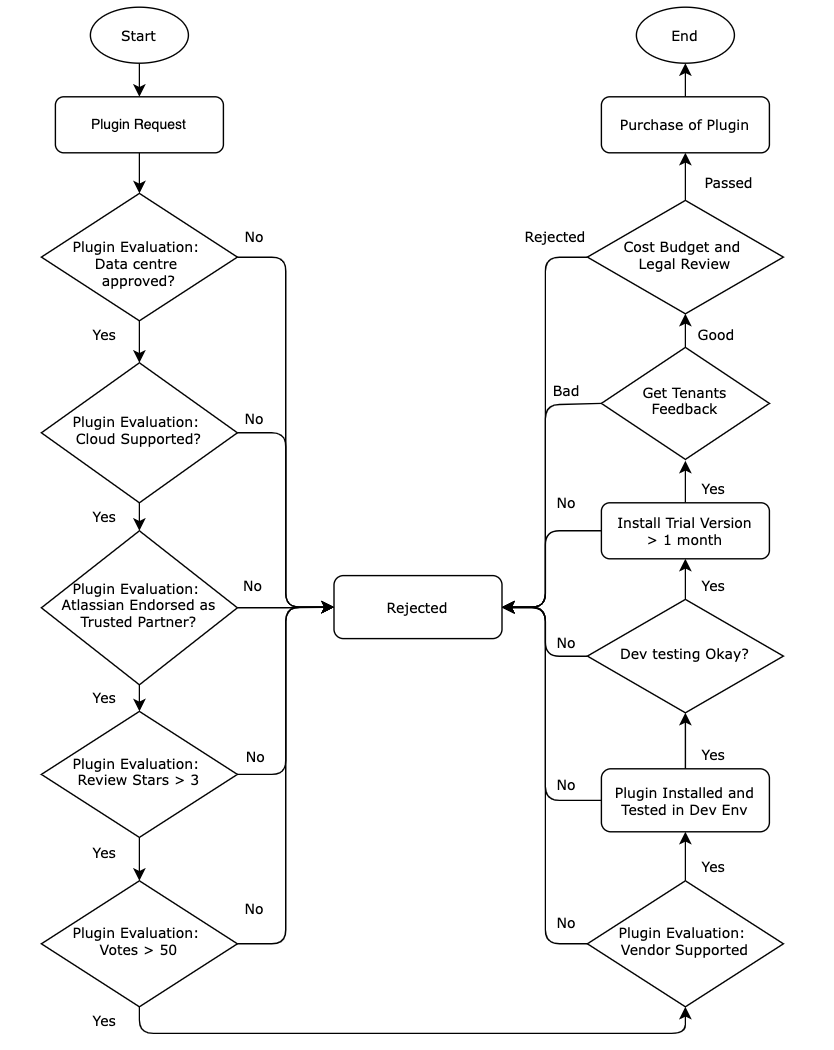 Start
Plugin Request
Plugin Evaluation:
Data centre
approved?
No
Yes
Plugin Evaluation:
Cloud Supported?
No
Yes
Plugin Evaluation:
Atlassian Endorsed as
Trusted Partner?
No
Yes
Plugin Evaluation:
Review Stars > 3
No
Yes
Plugin Evaluation:
Votes > 50
No
Yes
Rejected
Plugin Evaluation:
Vendor Supported
No
Yes
Plugin Installed and
Tested in Dev Env
No
Yes
Dev testing Okay?
No
Yes
Install Trial Version
> 1 month
No
Yes
Get Tenants
Feedback
Bad
Good
Cost Budget and
Legal Review
Rejected
Passed
Purchase of Plugin
End